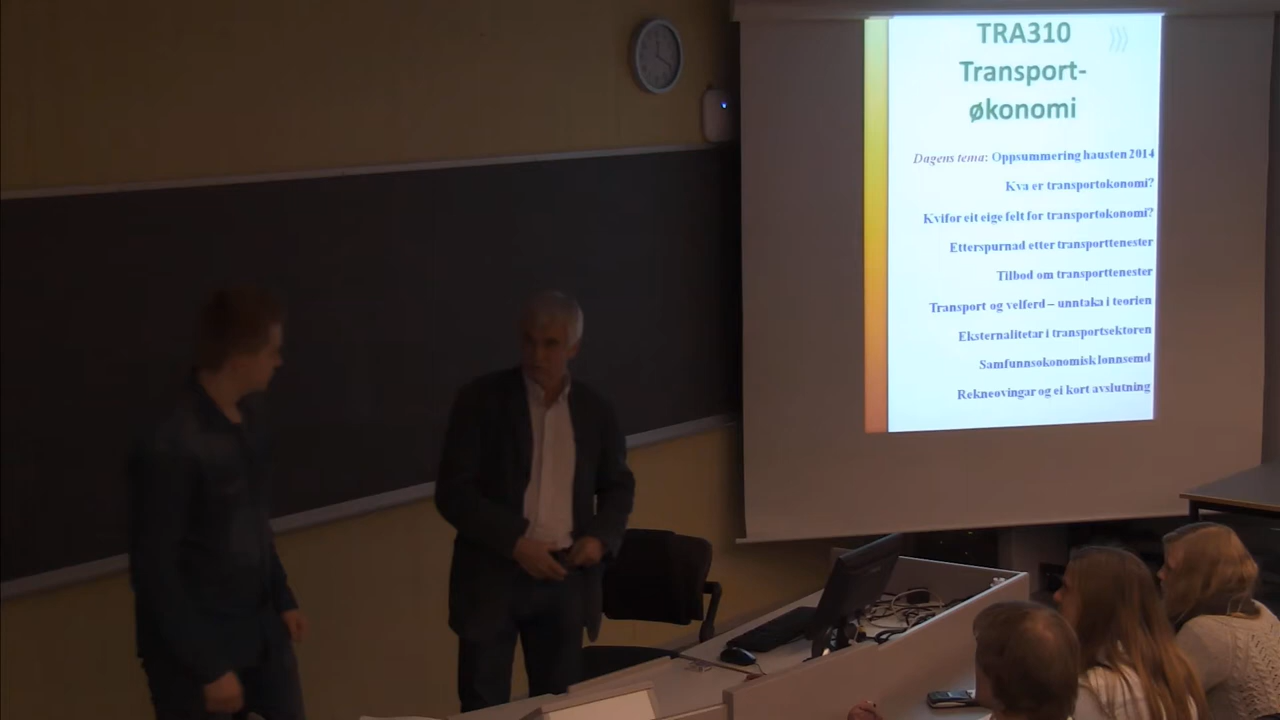 TRA310
Transport-
økonomi
Dagens tema: Oppsummering hausten 2014
Kva er transportøkonomi?
Kvifor eit eige felt for transportøkonomi?
Etterspurnad etter transporttenester
Tilbod om transporttenester
Transport og velferd – unntaka i teorien
Eksternalitetar i transportsektoren
Samfunnsøkonomisk lønnsemd
Rekneøvingar og ei kort avslutning